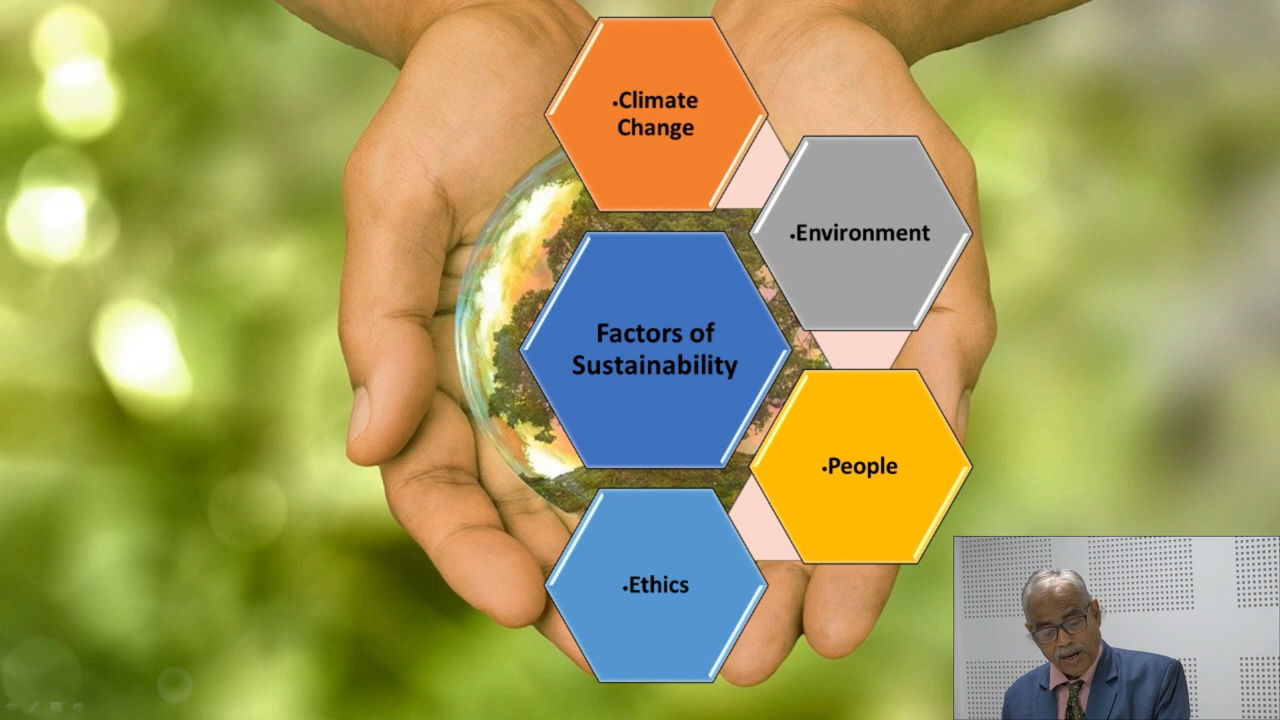 •Climate
Change
•Environment
Factors of
Sustainability
•People
•Ethics